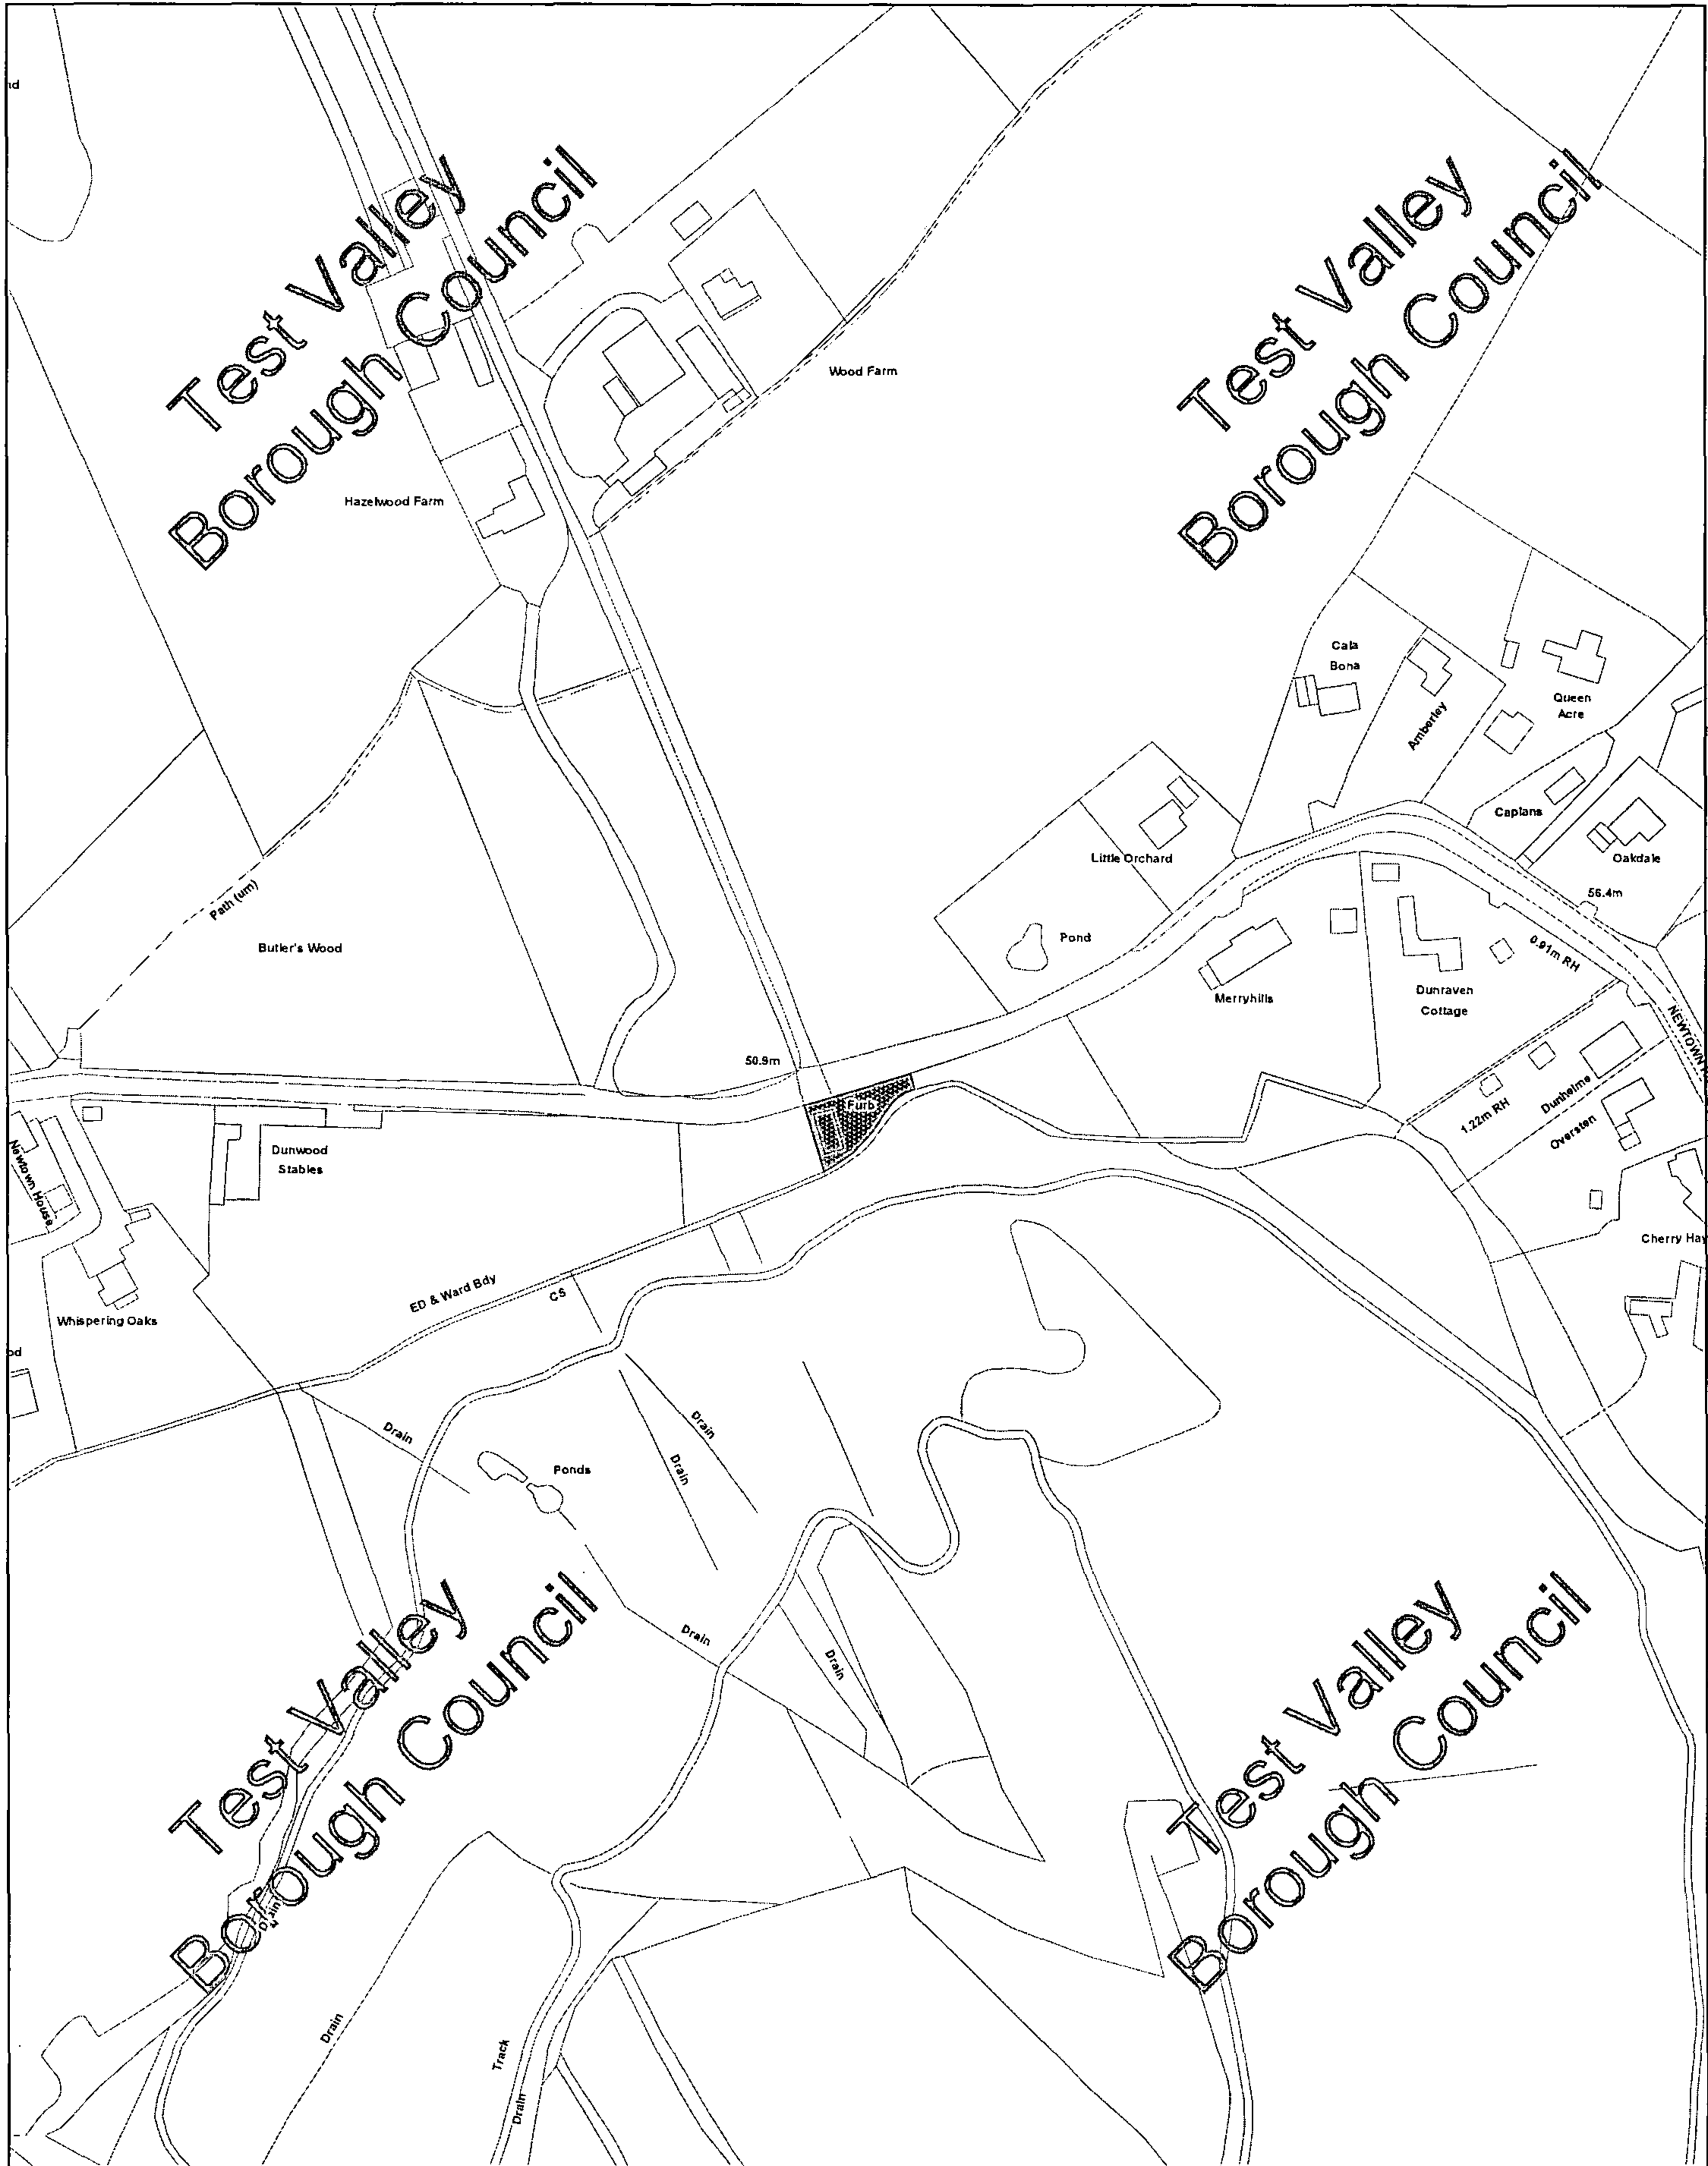 Test Valley
Borough Council
Test Valley
Borough Council
Wood Farm
Hazelwood Farm
Cala
Bona
Amberley
Queen
Acre
Caplans
Little Orchard
Oakdale
56.4m
Path (um)
Butler's Wood
Pond
0.91m RH
Merryhills
Dunraven
Cottage
NEWTOWN
50.9m
Furb
Dunholme
1.22m RH
Oversten
Dunwood
Stables
Newtown House
Cherry Hay
ED & Ward Bdy
CS
Whispering Oaks
Drain
Drain
Drain
Ponds
Test Valley
Borough Council
Test Valley
Borough Council
Drain
Drain
Drain
Drain
Track
Drain